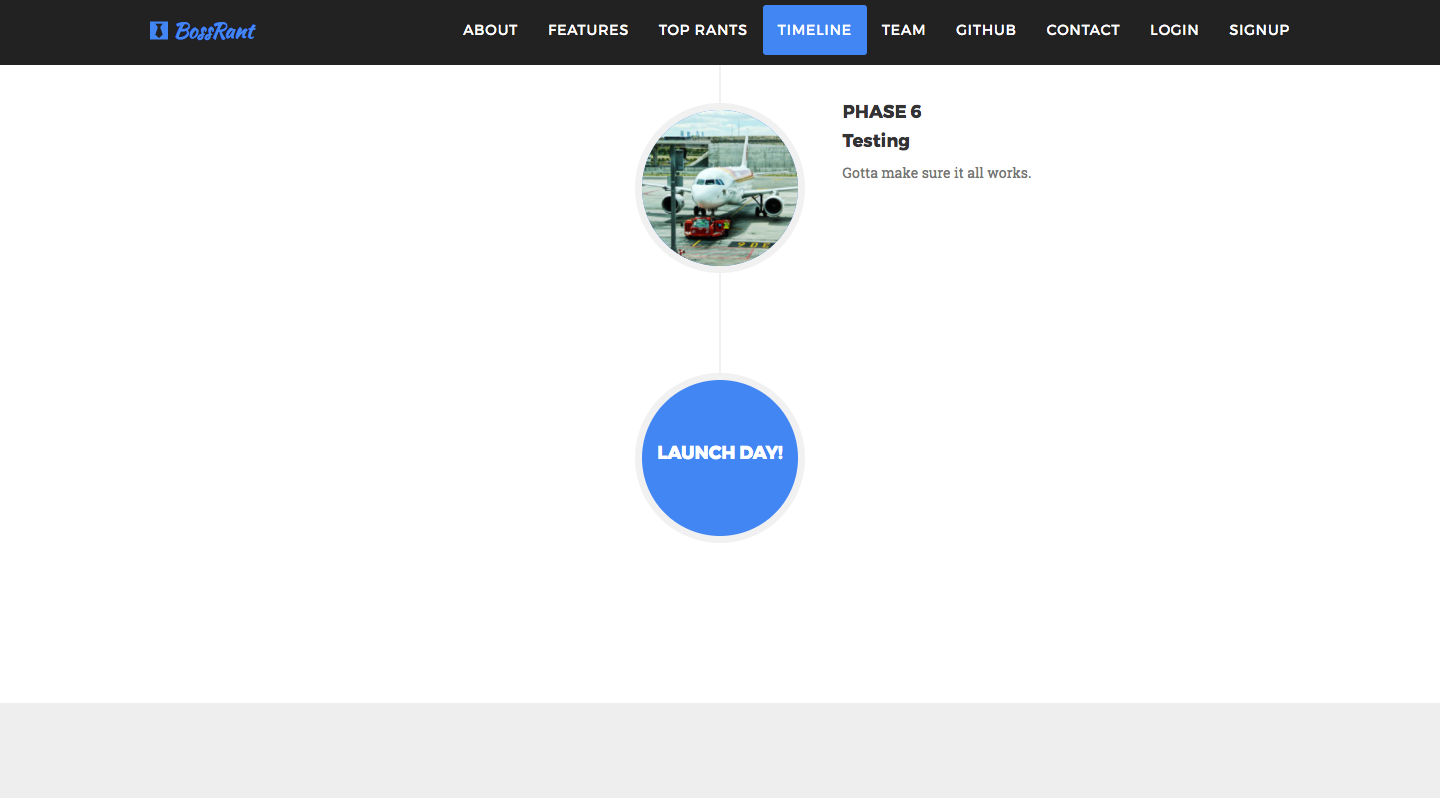 BossRant
ABOUT FEATURES TOP RANTS TIMELINE TEAM GITHUB CONTACT LOGIN SIGNUP
PHASE 6
Testing
Gotta make sure it all works.
LAUNCH DAY!